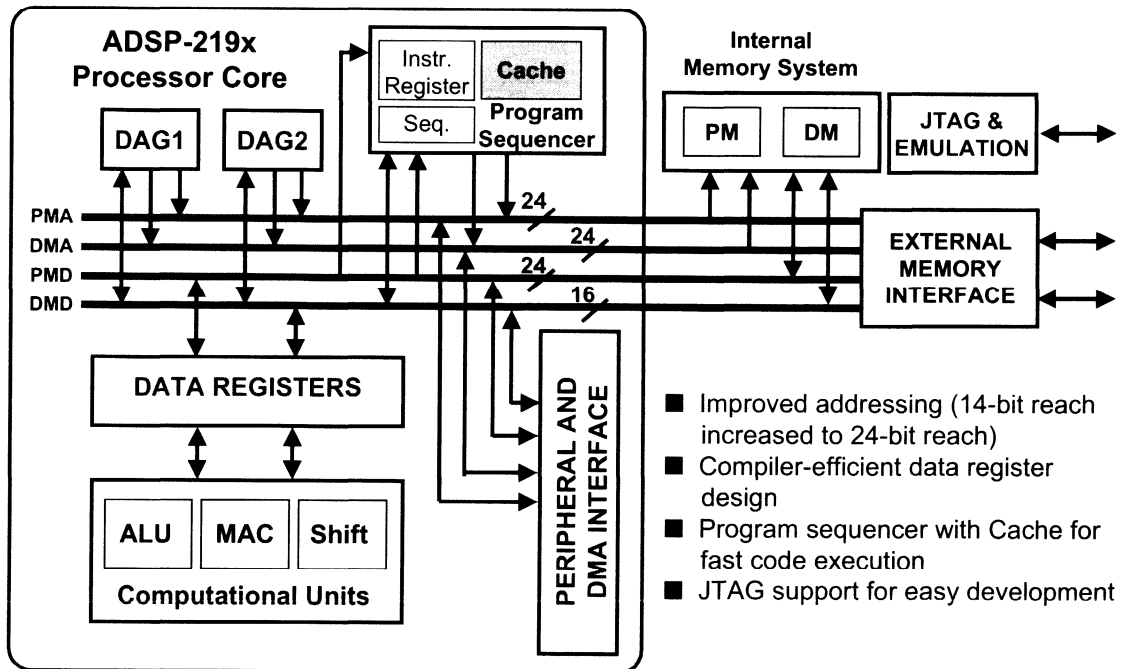 ADSP-219x
Processor Core
Instr.
Register
Cache
Seq.
Program
Sequencer
DAG1
DAG2
Internal
Memory System
PM
DM
JTAG &
EMULATION
PMA
24
DMA
24
PMD
24
DMD
16
EXTERNAL
MEMORY
INTERFACE
DATA REGISTERS
ALU
MAC
Shift
Computational Units
PERIPHERAL AND
DMA INTERFACE
■ Improved addressing (14-bit reach
increased to 24-bit reach)
■ Compiler-efficient data register
design
■ Program sequencer with Cache for
fast code execution
■ JTAG support for easy development